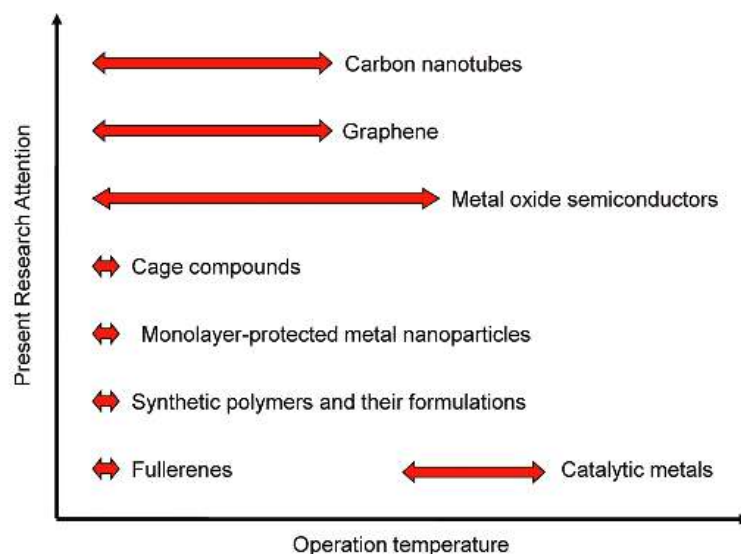 Present Research Attention
Carbon nanotubes
Graphene
Metal oxide semiconductors
Cage compounds
Monolayer-protected metal nanoparticles
Synthetic polymers and their formulations
Fullerenes
Catalytic metals
Operation temperature